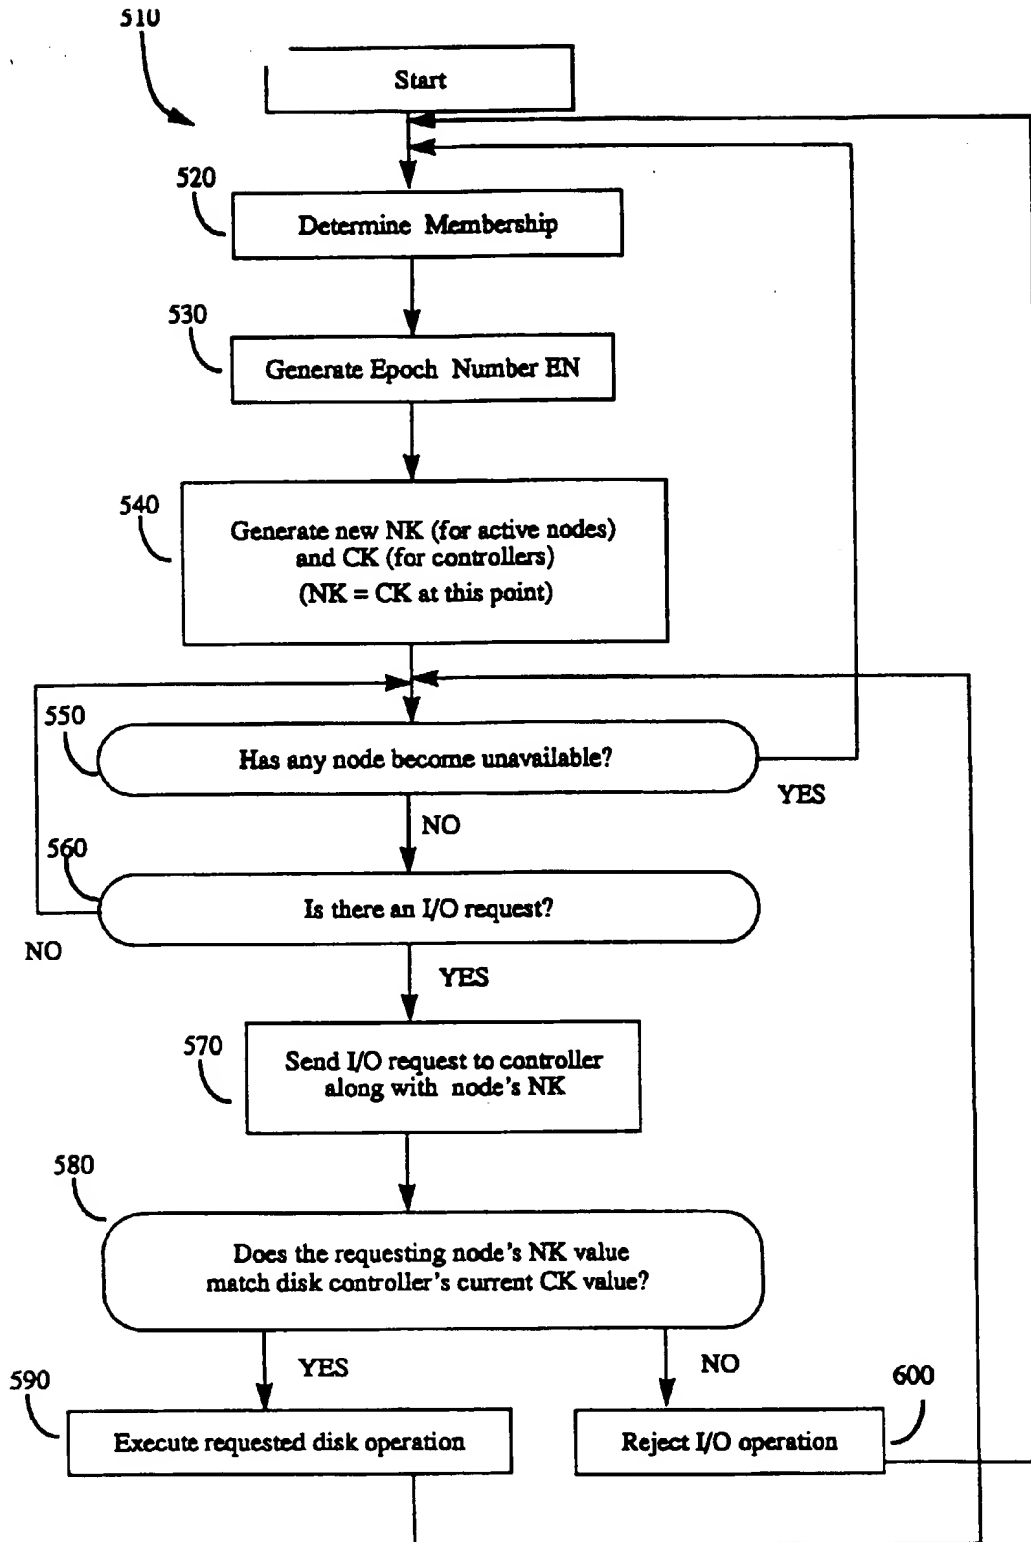 510
Start
520
Determine Membership
530
Generate Epoch Number EN
540
Generate new NK (for active nodes)
and CK (for controllers)
(NK = CK at this point)
550
Has any node become unavailable?
YES
NO
560
Is there an I/O request?
NO
YES
570
Send I/O request to controller
along with node's NK
580
Does the requesting node's NK value
match disk controller's current CK value?
YES
NO
590
Execute requested disk operation
600
Reject I/O operation